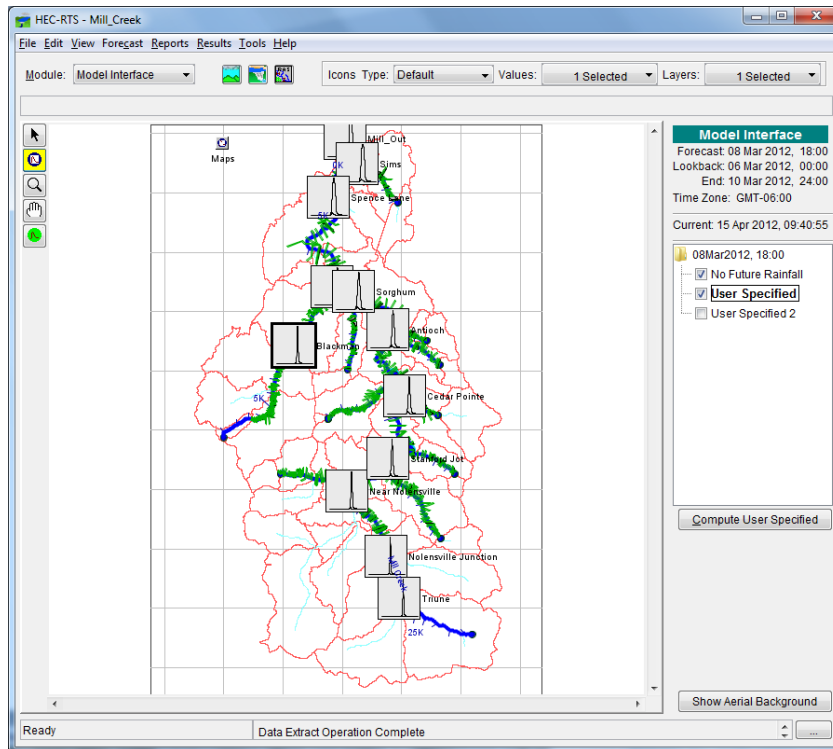 HEC-RTS - Mill_Creek
File Edit View Forecast Reports Results Tools Help
Module: Model Interface Icons Type: Default Values: 1 Selected Layers: 1 Selected
Maps
Mill_Out
0K
Sims
Spence Lane
5K
Sorghum
Antioch
Blackman
5K
Cedar Pointe
Stanford Jot
Near Nolensville
Nolensville Junction
Mill Creek
Triune
25K
Model Interface
Forecast: 08 Mar 2012, 18:00
Lookback: 06 Mar 2012, 00:00
End: 10 Mar 2012, 24:00
Time Zone: GMT-06:00
Current: 15 Apr 2012, 09:40:55
08Mar2012, 18:00
No Future Rainfall
User Specified
User Specified 2
Compute User Specified
Show Aerial Background
Ready
Data Extract Operation Complete
...